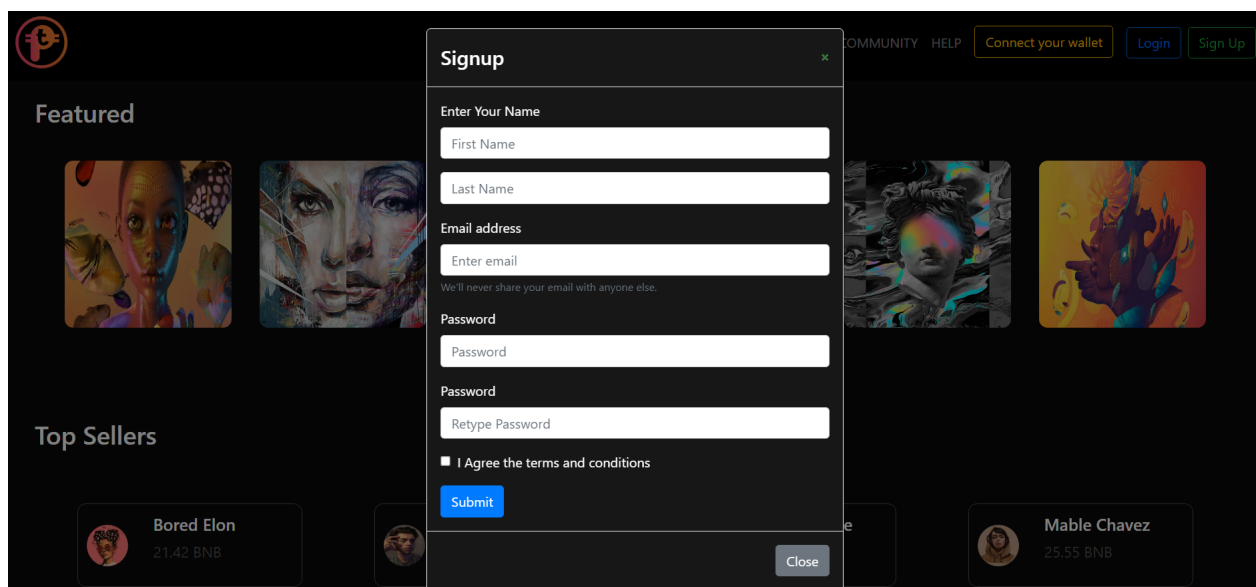 COMMUNITY HELP Connect your wallet Login Sign Up
Signup ×
Featured
Enter Your Name
First Name
Last Name
Email address
Enter email
We'll never share your email with anyone else.
Password
Password
Password
Retype Password
Top Sellers
I Agree the terms and conditions
Submit
Bored Elon
21.42 BNB
Mable Chavez
25.55 BNB
Close